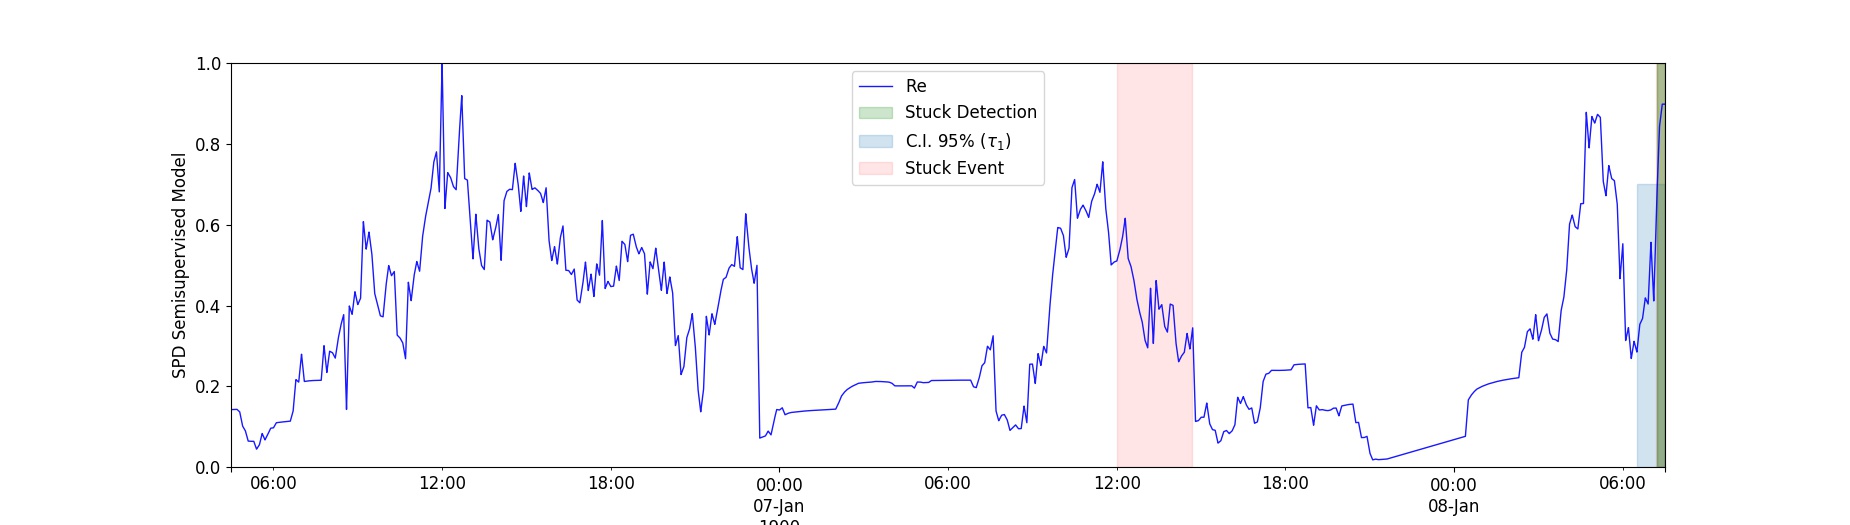 SPD Semisupervised Model
1.0
0.8
0.6
0.4
0.2
0.0
Re
Stuck Detection
C.I. 95% (τ₁)
Stuck Event
06:00 12:00 18:00 00:00 06:00 12:00 18:00 00:00 06:00
07-Jan 08-Jan
1900